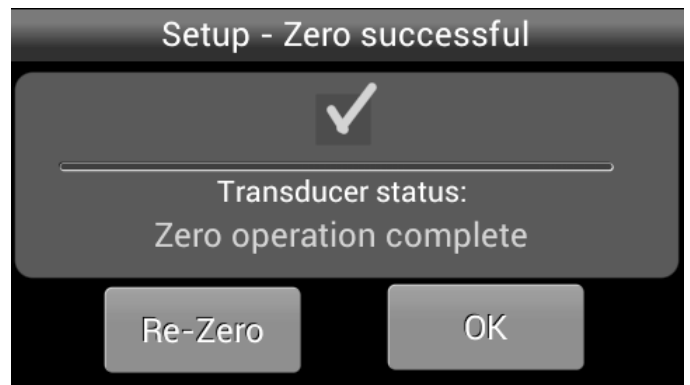 Setup - Zero successful
Transducer status:
Zero operation complete
Re-Zero
OK